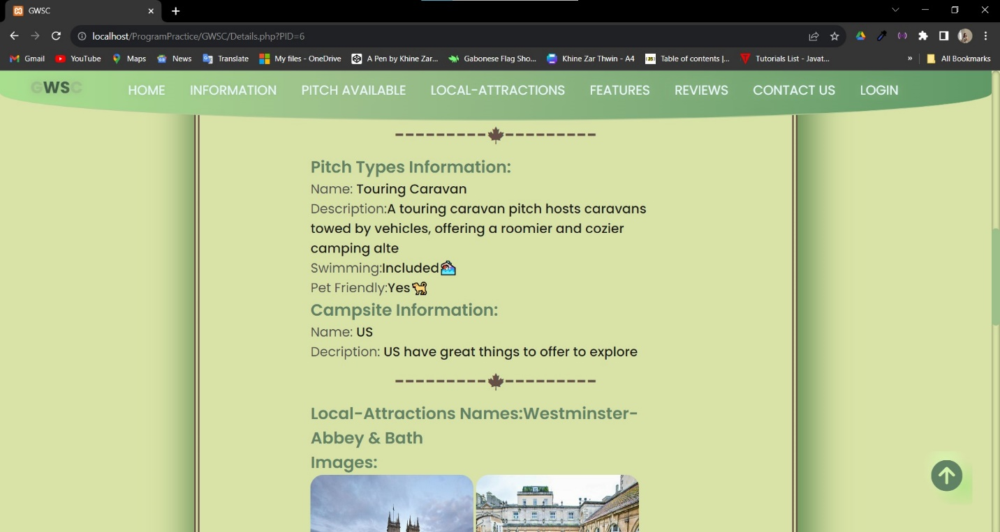 GWSC
localhost/ProgramPractice/GWSC/Details.php?PID=6
Gmail YouTube Maps News Translate My files - OneDrive A Pen by Khine Zar... Gabonese Flag Sho... Khine Zar Thwin - A4 Table of contents |... Tutorials List - Javat... » All Bookmarks
GWSC HOME INFORMATION PITCH AVAILABLE LOCAL-ATTRACTIONS FEATURES REVIEWS CONTACT US LOGIN
Pitch Types Information:
Name: Touring Caravan
Description:A touring caravan pitch hosts caravans
towed by vehicles, offering a roomier and cozier
camping alte
Swimming:Included🏊
Pet Friendly:Yes🐕
Campsite Information:
Name: US
Decription: US have great things to offer to explore
Local-Attractions Names:Westminster-
Abbey & Bath
Images: